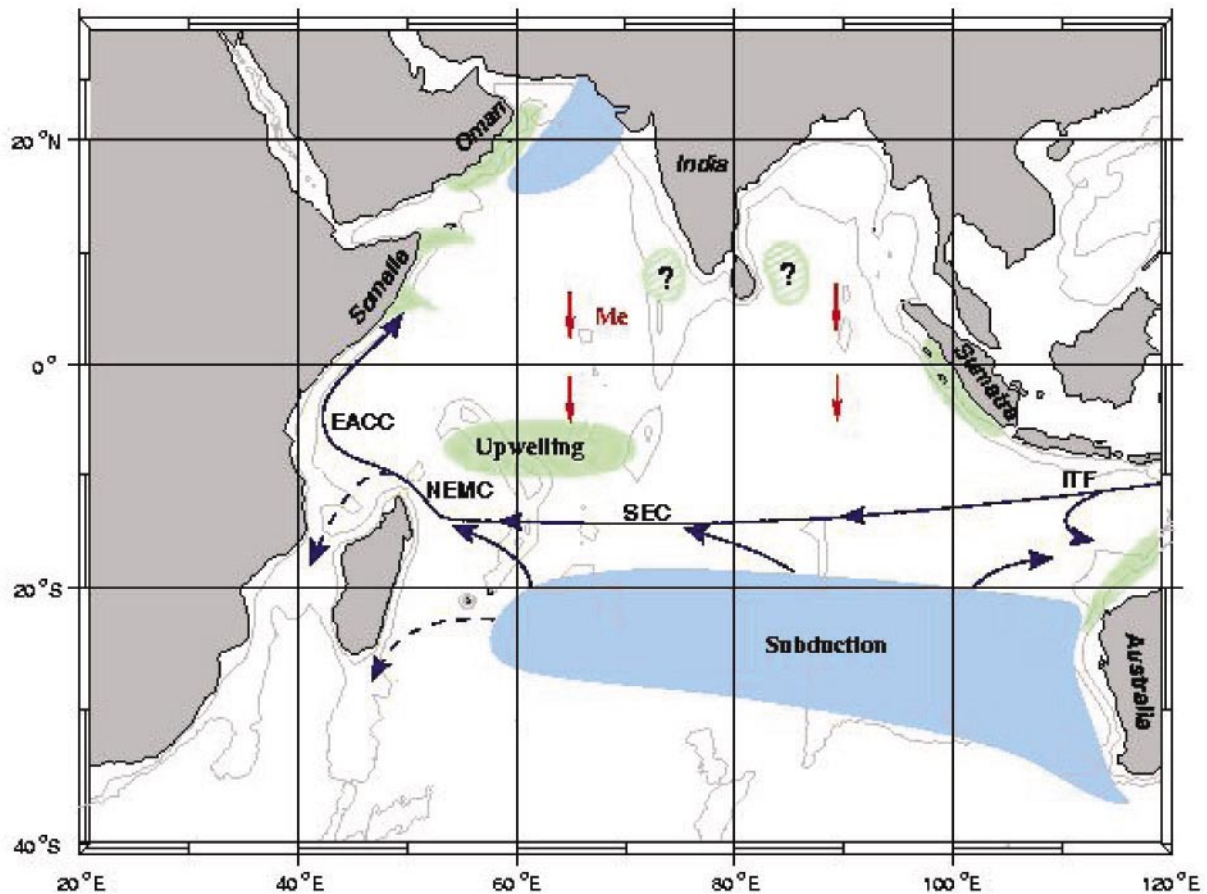 20°N
0°
20°S
40°S
20°E
40°E
60°E
80°E
100°E
120°E
Oman
India
Somalia
?
?
Me
Sumatra
EACC
Upwelling
NEMC
SEC
ITF
Subduction
Australia